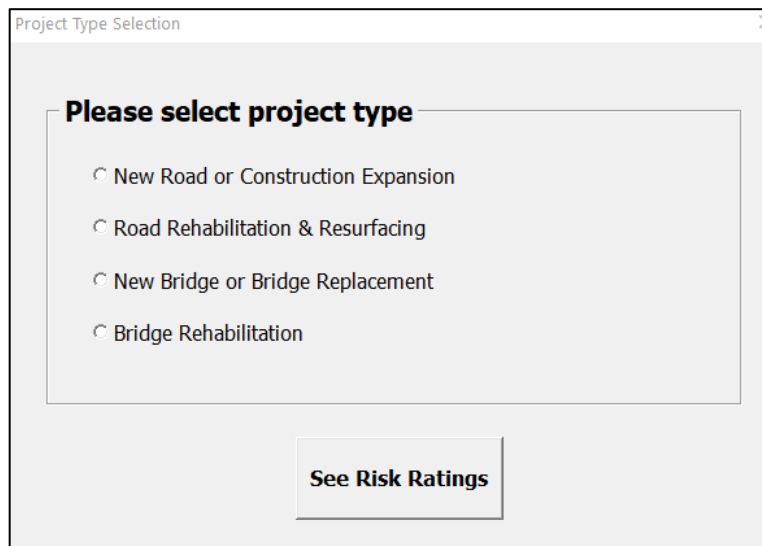 Project Type Selection
Please select project type
New Road or Construction Expansion
Road Rehabilitation & Resurfacing
New Bridge or Bridge Replacement
Bridge Rehabilitation
See Risk Ratings